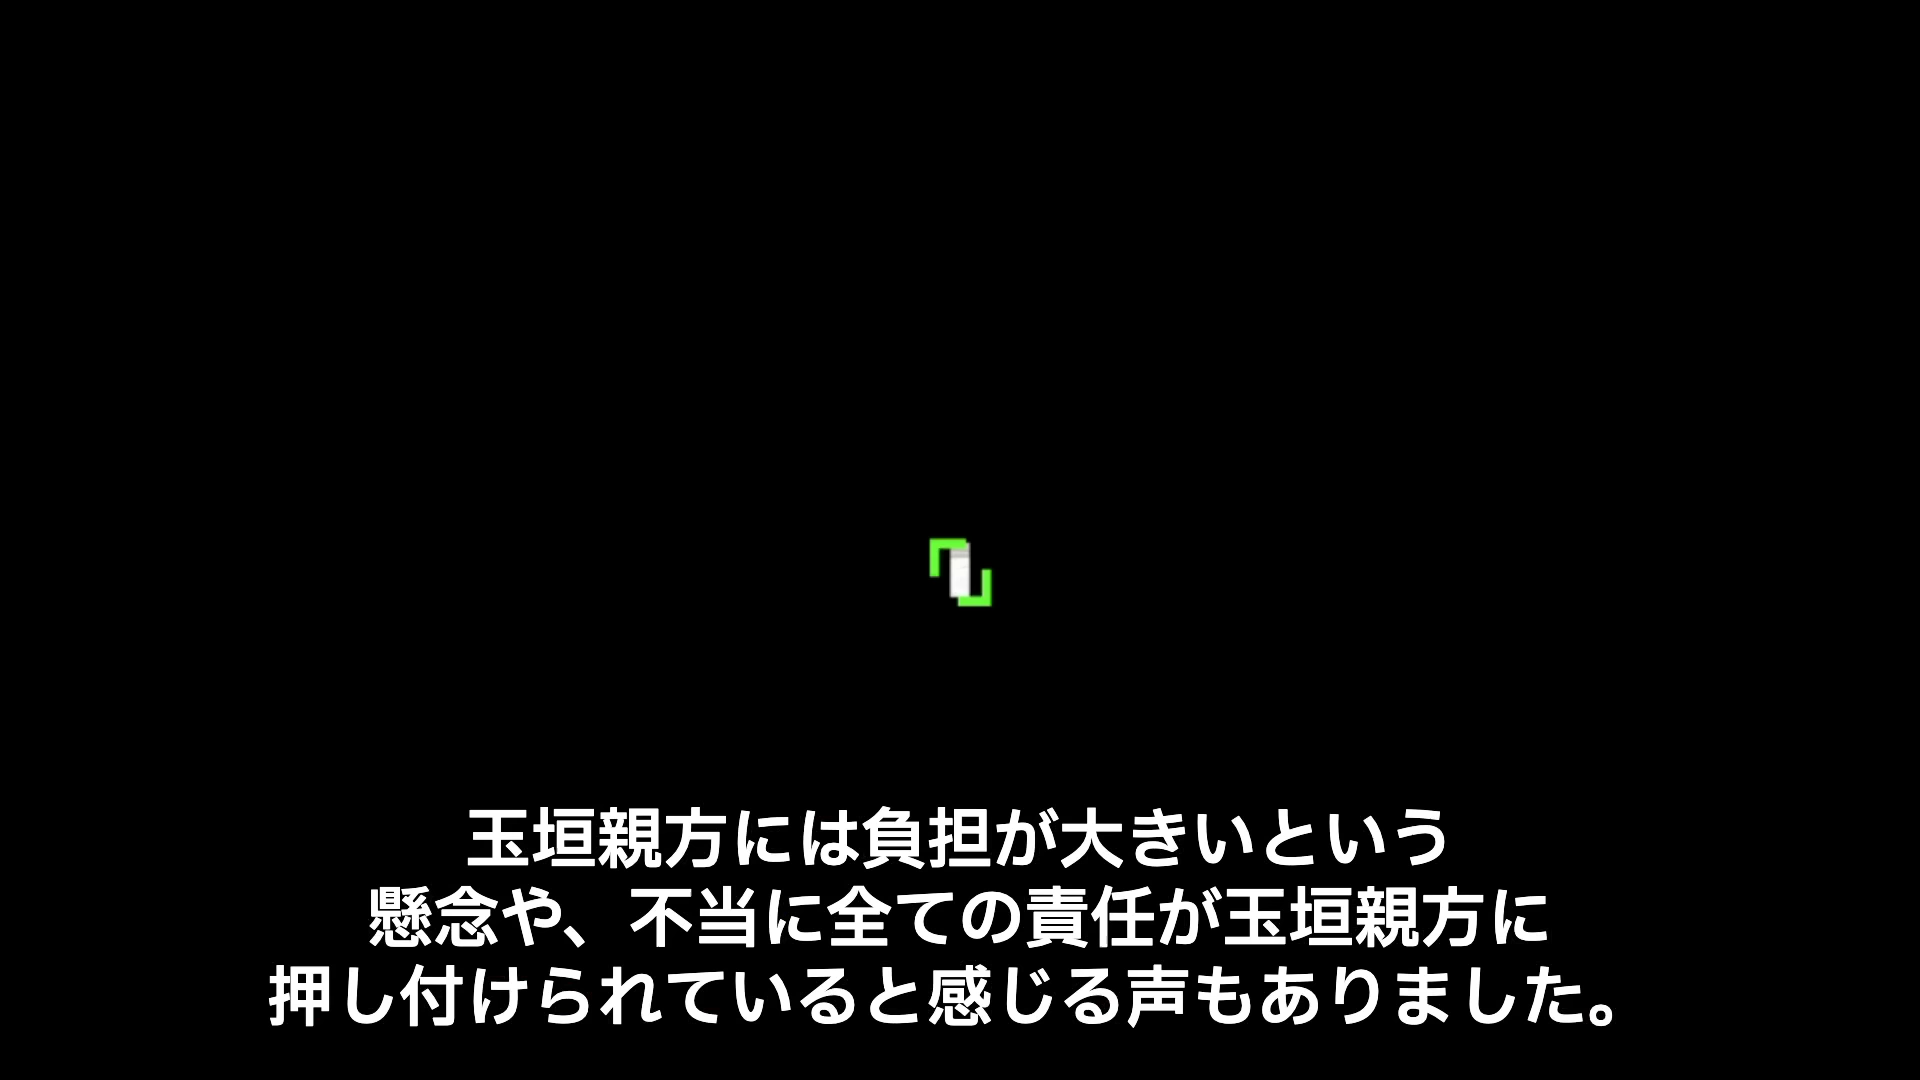 玉垣親方には負担が大きいという
懸念や、不当に全ての責任が玉垣親方に
押し付けられていると感じる声もありました。